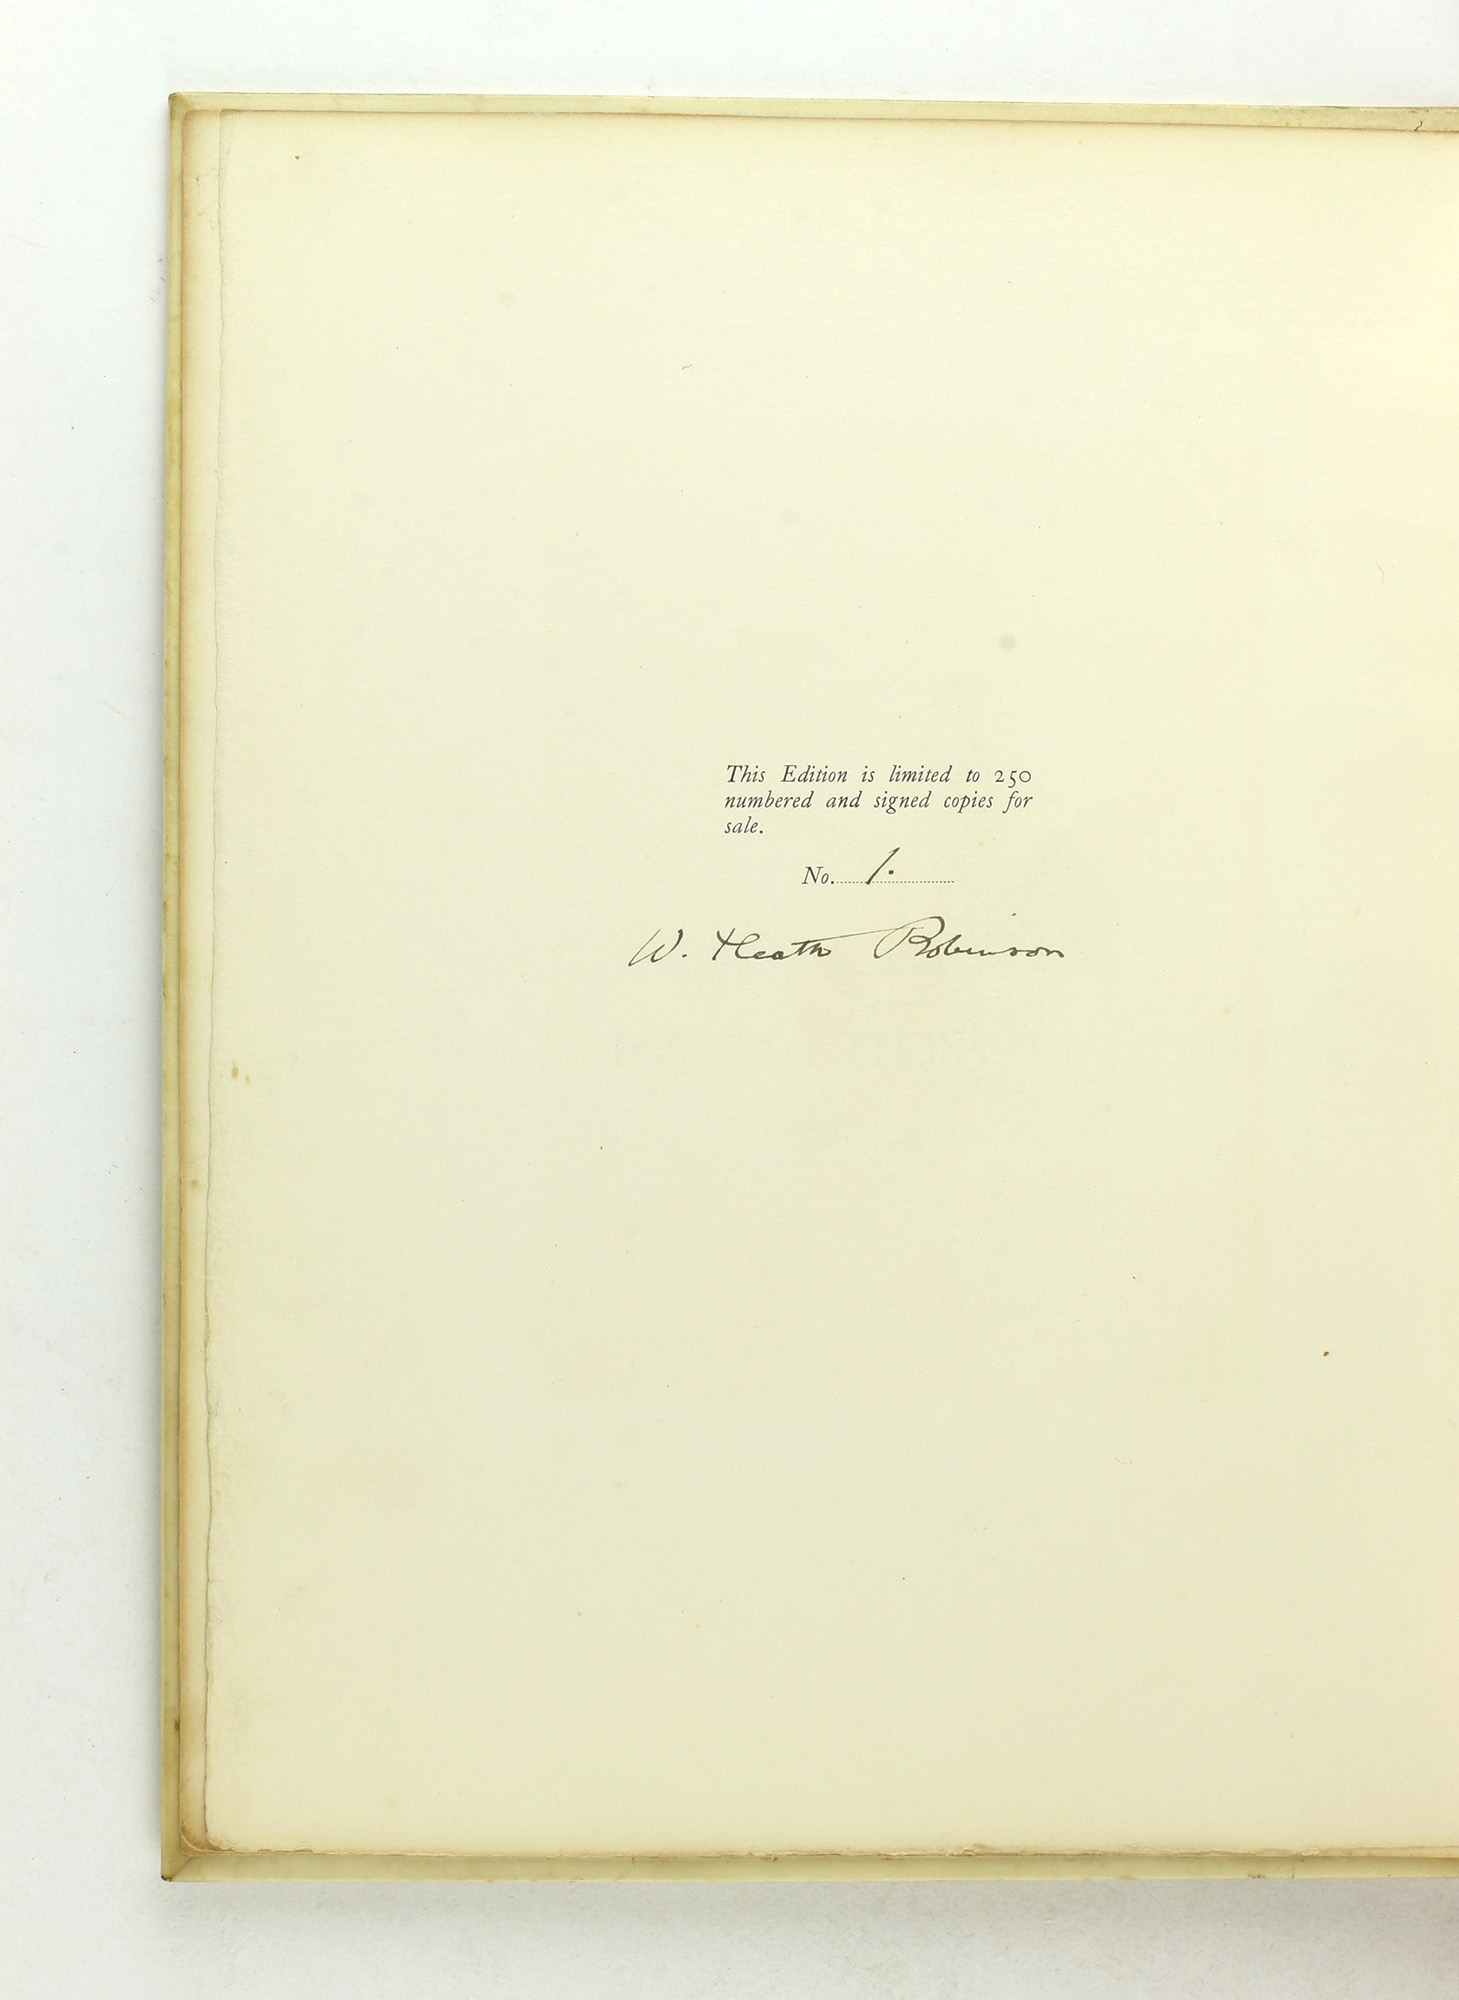 This Edition is limited to 250
numbered and signed copies for
sale.
No. 1.
W. Heath Robinson